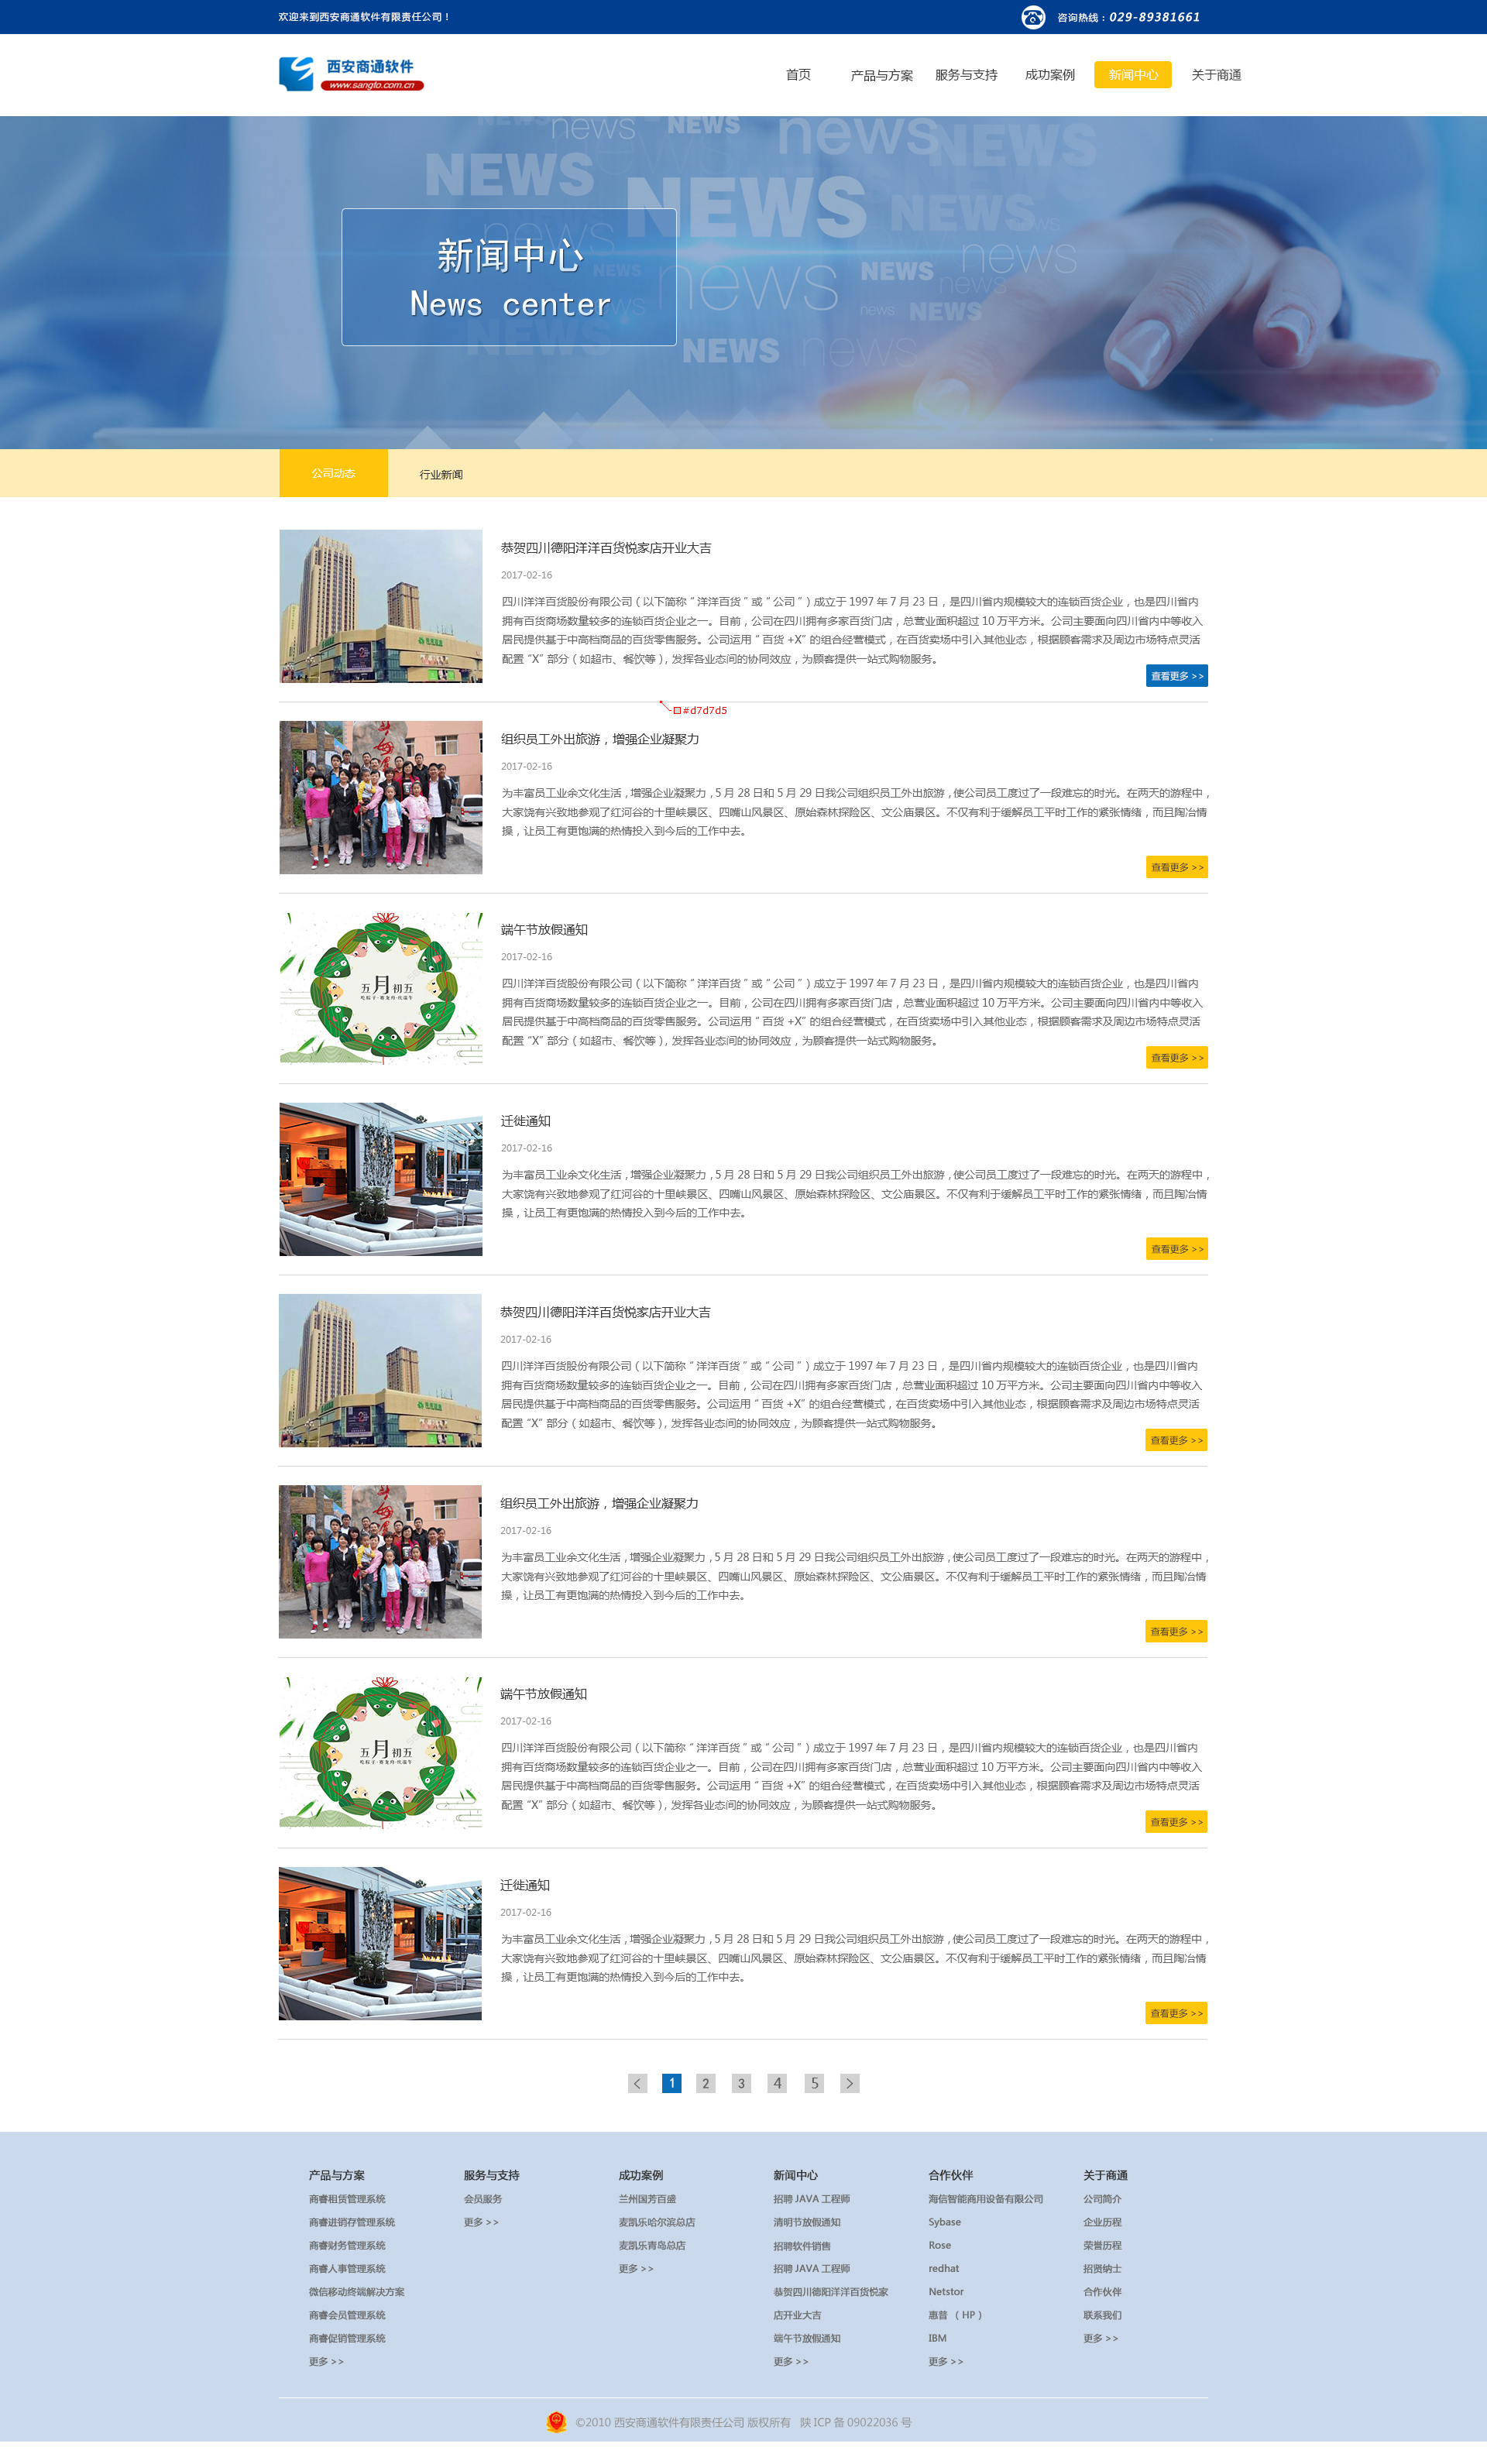 欢迎来到西安商通软件有限责任公司！
咨询热线：029-89381661
西安商通软件
www.sangto.com.cn
首页 产品与方案 服务与支持 成功案例 新闻中心 关于商通
news NEWS news NEWS
NEWS NEWS NEWS news
news NEWS news NEWS news
news NEWS NEWS NEWS
新闻中心
News center
公司动态 行业新闻
恭贺四川德阳洋洋百货悦家店开业大吉
2017-02-16
四川洋洋百货股份有限公司（以下简称“洋洋百货”或“公司”）成立于 1997 年 7 月 23 日，是四川省内规模较大的连锁百货企业，也是四川省内
拥有百货商场数量较多的连锁百货企业之一。目前，公司在四川拥有多家百货门店，总营业面积超过 10 万平方米。公司主要面向四川省内中等收入
居民提供基于中高档商品的百货零售服务。公司运用“百货 +X”的组合经营模式，在百货卖场中引入其他业态，根据顾客需求及周边市场特点灵活
配置“X”部分（如超市、餐饮等），发挥各业态间的协同效应，为顾客提供一站式购物服务。
查看更多 >>
#d7d7d5
组织员工外出旅游，增强企业凝聚力
2017-02-16
为丰富员工业余文化生活，增强企业凝聚力，5 月 28 日和 5 月 29 日我公司组织员工外出旅游，使公司员工度过了一段难忘的时光。在两天的游程中，
大家饶有兴致地参观了红河谷的十里峡景区、四嘴山风景区、原始森林探险区、文公庙景区。不仅有利于缓解员工平时工作的紧张情绪，而且陶冶情
操，让员工有更饱满的热情投入到今后的工作中去。
查看更多 >>
五月初五
吃粽子·赛龙舟·庆端午
端午节放假通知
2017-02-16
四川洋洋百货股份有限公司（以下简称“洋洋百货”或“公司”）成立于 1997 年 7 月 23 日，是四川省内规模较大的连锁百货企业，也是四川省内
拥有百货商场数量较多的连锁百货企业之一。目前，公司在四川拥有多家百货门店，总营业面积超过 10 万平方米。公司主要面向四川省内中等收入
居民提供基于中高档商品的百货零售服务。公司运用“百货 +X”的组合经营模式，在百货卖场中引入其他业态，根据顾客需求及周边市场特点灵活
配置“X”部分（如超市、餐饮等），发挥各业态间的协同效应，为顾客提供一站式购物服务。
查看更多 >>
迁徙通知
2017-02-16
为丰富员工业余文化生活，增强企业凝聚力，5 月 28 日和 5 月 29 日我公司组织员工外出旅游，使公司员工度过了一段难忘的时光。在两天的游程中，
大家饶有兴致地参观了红河谷的十里峡景区、四嘴山风景区、原始森林探险区、文公庙景区。不仅有利于缓解员工平时工作的紧张情绪，而且陶冶情
操，让员工有更饱满的热情投入到今后的工作中去。
查看更多 >>
恭贺四川德阳洋洋百货悦家店开业大吉
2017-02-16
四川洋洋百货股份有限公司（以下简称“洋洋百货”或“公司”）成立于 1997 年 7 月 23 日，是四川省内规模较大的连锁百货企业，也是四川省内
拥有百货商场数量较多的连锁百货企业之一。目前，公司在四川拥有多家百货门店，总营业面积超过 10 万平方米。公司主要面向四川省内中等收入
居民提供基于中高档商品的百货零售服务。公司运用“百货 +X”的组合经营模式，在百货卖场中引入其他业态，根据顾客需求及周边市场特点灵活
配置“X”部分（如超市、餐饮等），发挥各业态间的协同效应，为顾客提供一站式购物服务。
查看更多 >>
组织员工外出旅游，增强企业凝聚力
2017-02-16
为丰富员工业余文化生活，增强企业凝聚力，5 月 28 日和 5 月 29 日我公司组织员工外出旅游，使公司员工度过了一段难忘的时光。在两天的游程中，
大家饶有兴致地参观了红河谷的十里峡景区、四嘴山风景区、原始森林探险区、文公庙景区。不仅有利于缓解员工平时工作的紧张情绪，而且陶冶情
操，让员工有更饱满的热情投入到今后的工作中去。
查看更多 >>
五月初五
吃粽子·赛龙舟·庆端午
端午节放假通知
2017-02-16
四川洋洋百货股份有限公司（以下简称“洋洋百货”或“公司”）成立于 1997 年 7 月 23 日，是四川省内规模较大的连锁百货企业，也是四川省内
拥有百货商场数量较多的连锁百货企业之一。目前，公司在四川拥有多家百货门店，总营业面积超过 10 万平方米。公司主要面向四川省内中等收入
居民提供基于中高档商品的百货零售服务。公司运用“百货 +X”的组合经营模式，在百货卖场中引入其他业态，根据顾客需求及周边市场特点灵活
配置“X”部分（如超市、餐饮等），发挥各业态间的协同效应，为顾客提供一站式购物服务。
查看更多 >>
迁徙通知
2017-02-16
为丰富员工业余文化生活，增强企业凝聚力，5 月 28 日和 5 月 29 日我公司组织员工外出旅游，使公司员工度过了一段难忘的时光。在两天的游程中，
大家饶有兴致地参观了红河谷的十里峡景区、四嘴山风景区、原始森林探险区、文公庙景区。不仅有利于缓解员工平时工作的紧张情绪，而且陶冶情
操，让员工有更饱满的热情投入到今后的工作中去。
查看更多 >>
< 1 2 3 4 5 >
产品与方案
商睿租赁管理系统
商睿进销存管理系统
商睿财务管理系统
商睿人事管理系统
微信移动终端解决方案
商睿会员管理系统
商睿促销管理系统
更多 >>
服务与支持
会员服务
更多 >>
成功案例
兰州国芳百盛
麦凯乐哈尔滨总店
麦凯乐青岛总店
更多 >>
新闻中心
招聘 JAVA 工程师
清明节放假通知
招聘软件销售
招聘 JAVA 工程师
恭贺四川德阳洋洋百货悦家
店开业大吉
端午节放假通知
更多 >>
合作伙伴
海信智能商用设备有限公司
Sybase
Rose
redhat
Netstor
惠普 （ HP ）
IBM
更多 >>
关于商通
公司简介
企业历程
荣誉历程
招贤纳士
合作伙伴
联系我们
更多 >>
©2010 西安商通软件有限责任公司 版权所有 陕 ICP 备 09022036 号